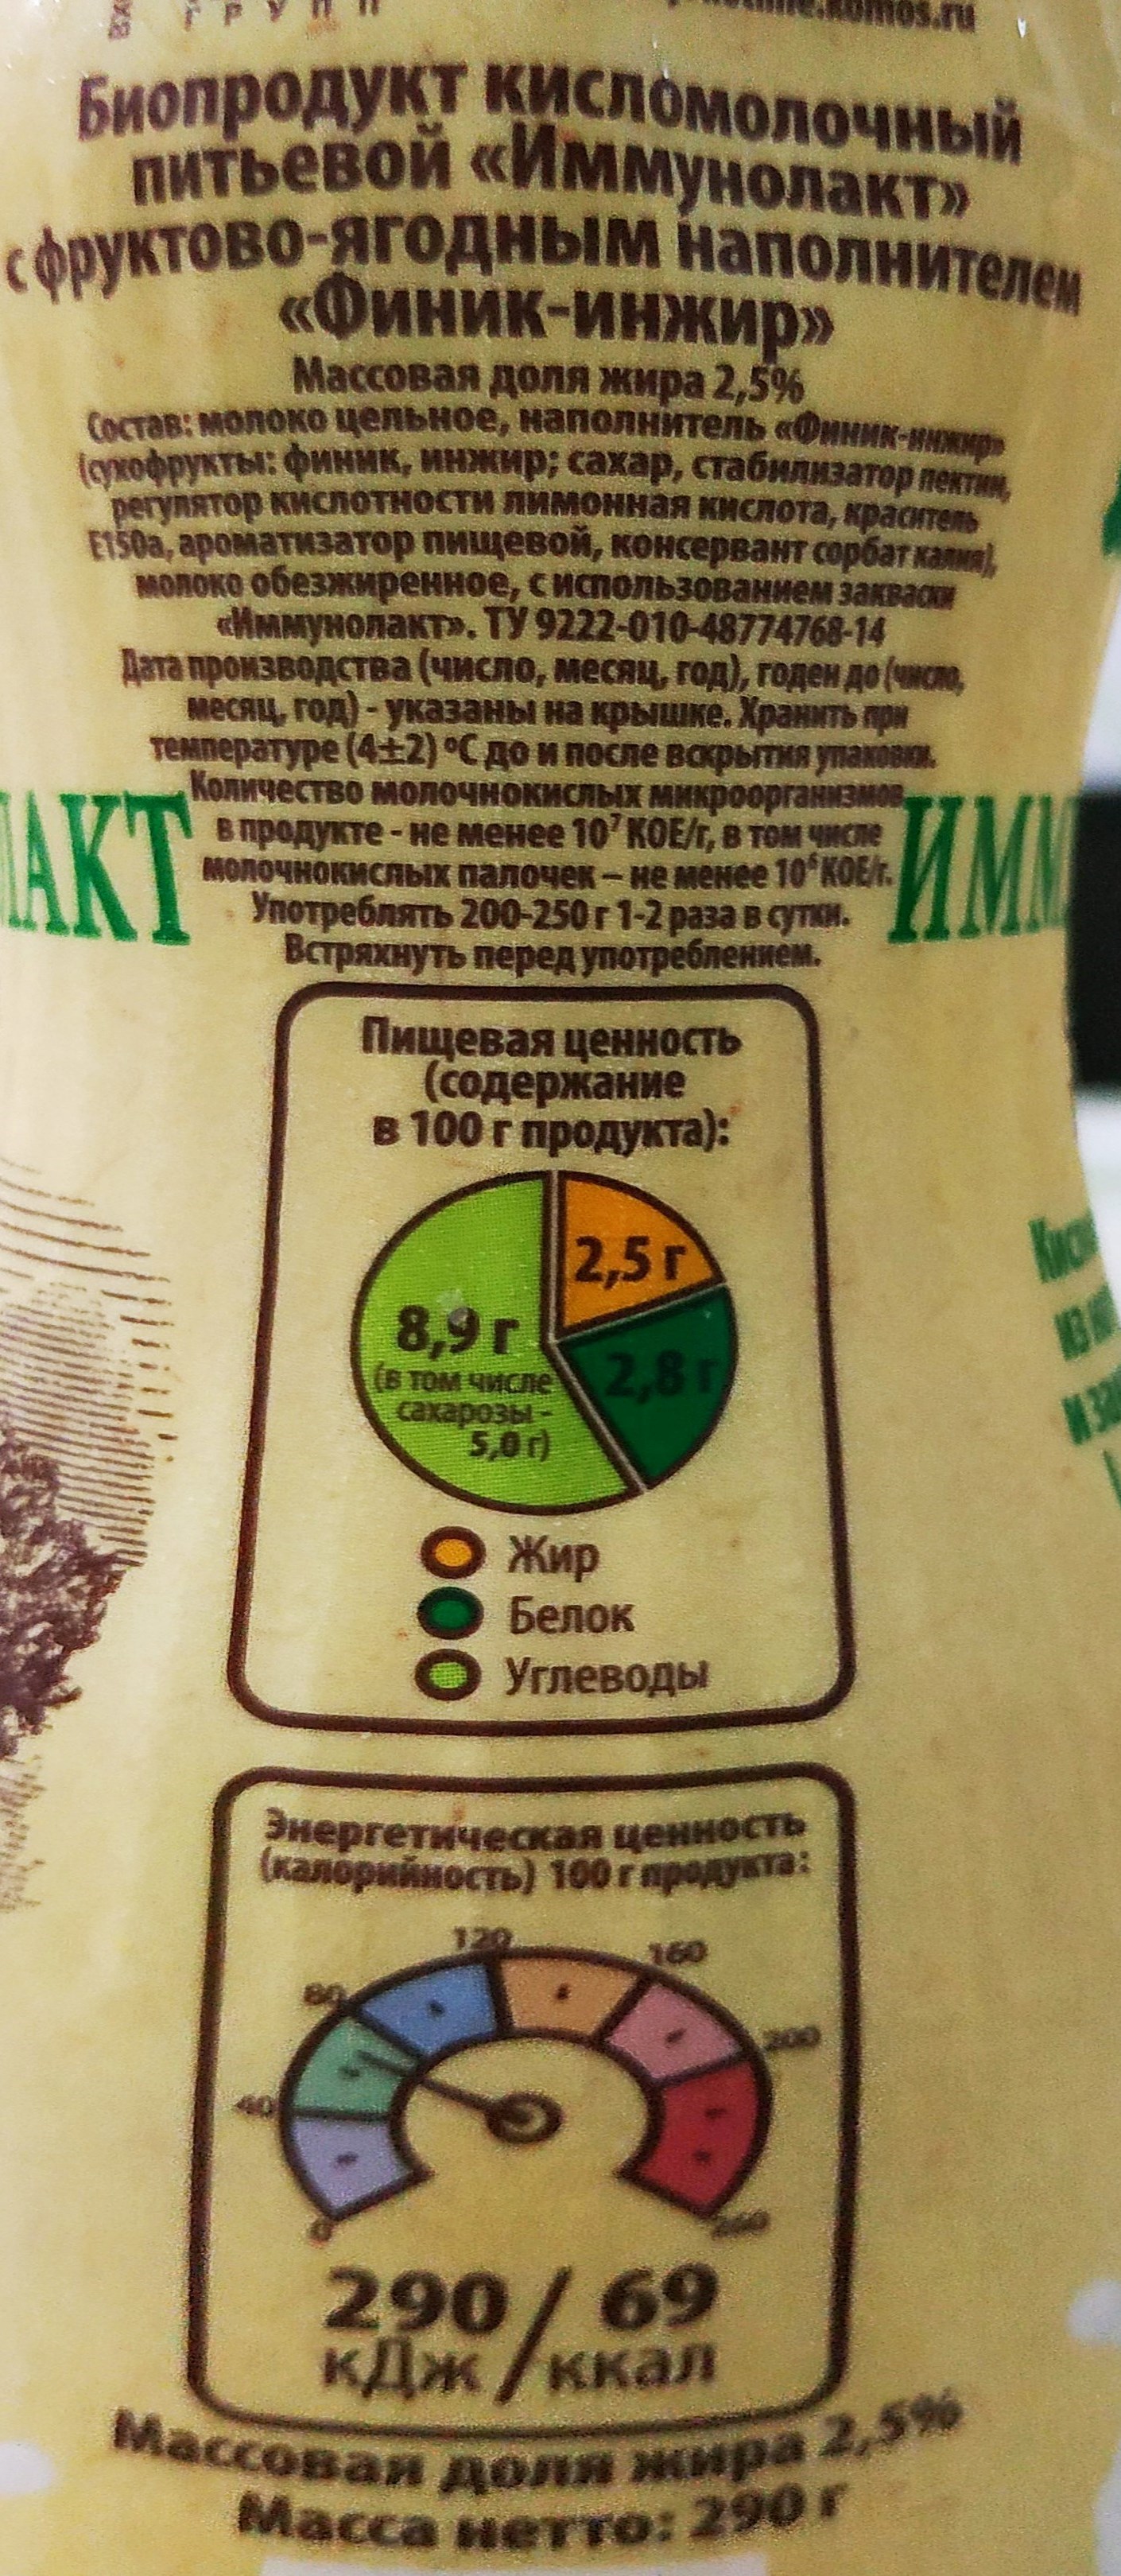 Г Р У П П
komos.ru
Биопродукт кисломолочный
питьевой «Иммунолакт»
с фруктово-ягодным наполнителем
«Финик-инжир»
Массовая доля жира 2,5%
Состав: молоко цельное, наполнитель «Финик-инжир»
(сухофрукты: финик, инжир; сахар, стабилизатор пектин,
регулятор кислотности лимонная кислота, краситель
Е150а, ароматизатор пищевой, консервант сорбат калия),
молоко обезжиренное, с использованием закваски
«Иммунолакт». ТУ 9222-010-48774768-14
Дата производства (число, месяц, год), годен до (число,
месяц, год) - указаны на крышке. Хранить при
температуре (4±2) °С до и после вскрытия упаковки.
Количество молочнокислых микроорганизмов
в продукте - не менее 10⁷ КОЕ/г, в том числе
молочнокислых палочек – не менее 10⁶ КОЕ/г.
Употреблять 200-250 г 1-2 раза в сутки.
Встряхнуть перед употреблением.
ЛАКТ
ИММ
Пищевая ценность
(содержание
в 100 г продукта):
2,5 г
8,9 г
2,8 г
(в том числе
сахарозы -
5,0 г)
Жир
Белок
Углеводы
Энергетическая ценность
(калорийность) 100 г продукта:
120
160
80
200
40
0
290 / 69
кДж / ккал
Массовая доля жира 2,5%
Масса нетто: 290 г